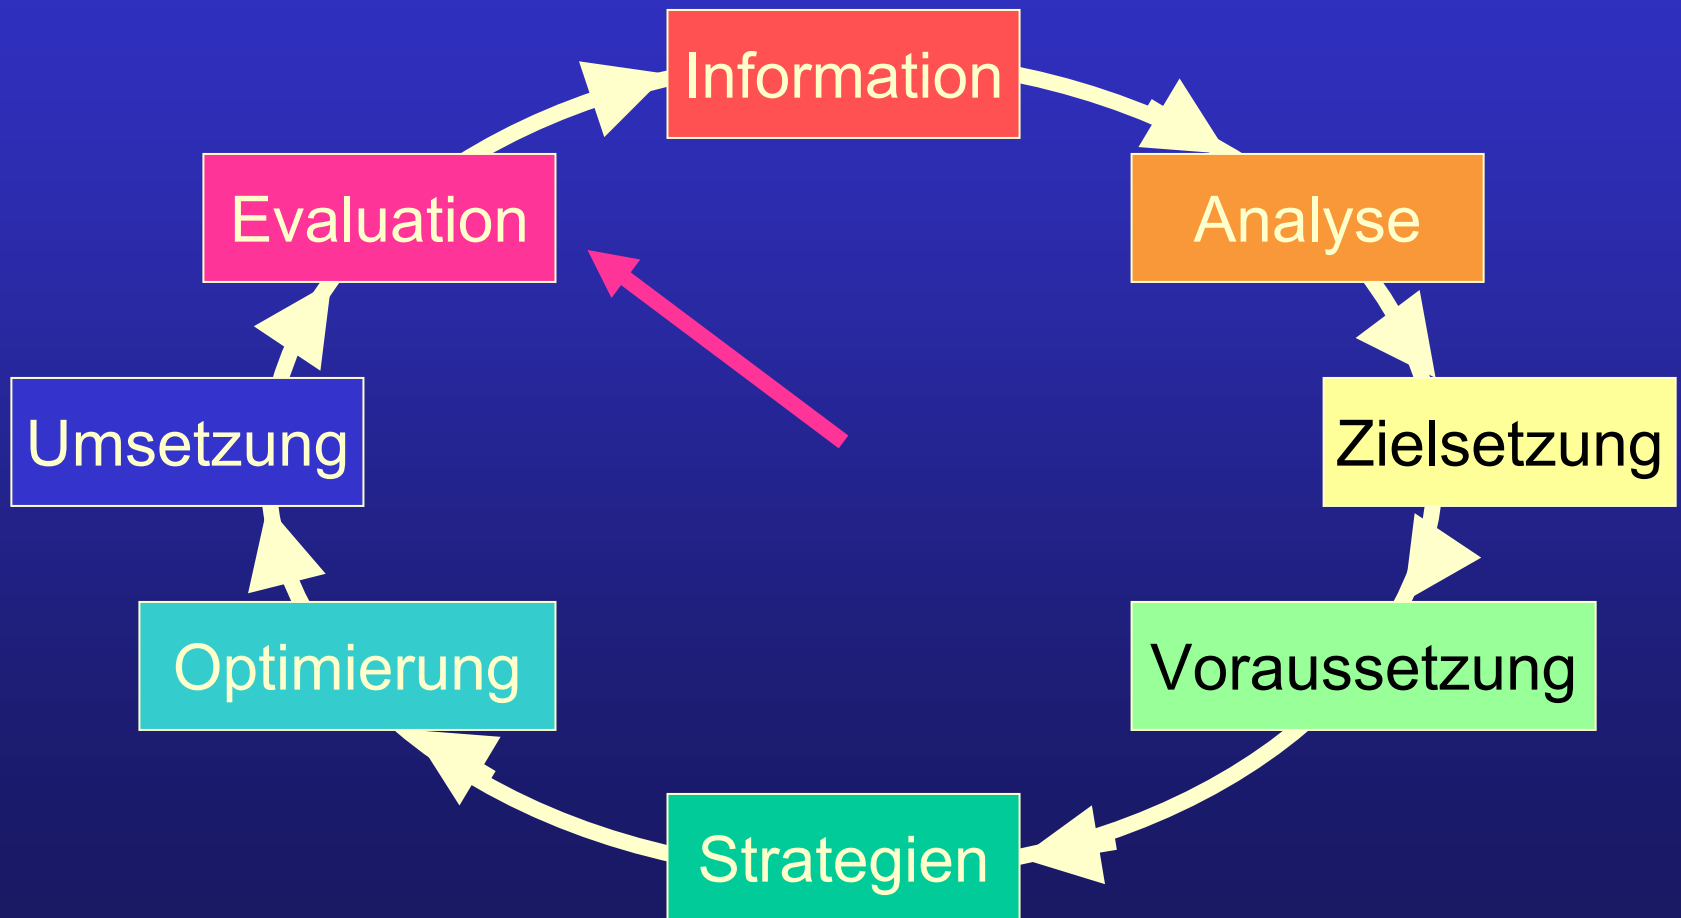 Information
Analyse
Zielsetzung
Voraussetzung
Strategien
Optimierung
Umsetzung
Evaluation